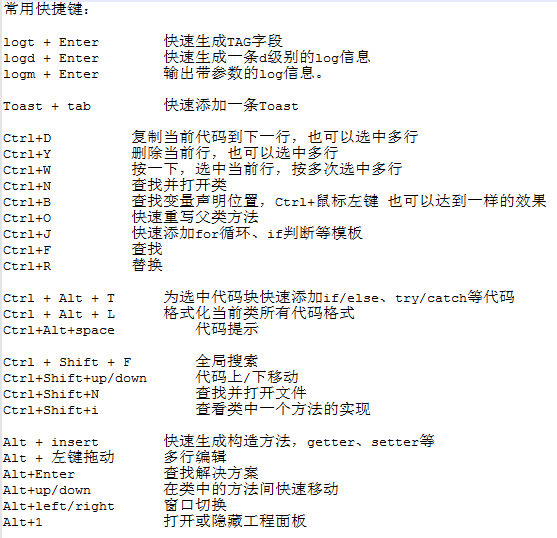 常用快捷键：
logt + Enter 快速生成TAG字段
logd + Enter 快速生成一条d级别的log信息
logm + Enter 输出带参数的log信息。
Toast + tab 快速添加一条Toast
Ctrl+D 复制当前代码到下一行，也可以选中多行
Ctrl+Y 删除当前行，也可以选中多行
Ctrl+W 按一下，选中当前行，按多次选中多行
Ctrl+N 查找并打开类
Ctrl+B 查找变量声明位置，Ctrl+鼠标左键 也可以达到一样的效果
Ctrl+O 快速重写父类方法
Ctrl+J 快速添加for循环、if判断等模板
Ctrl+F 查找
Ctrl+R 替换
Ctrl + Alt + T 为选中代码块快速添加if/else、try/catch等代码
Ctrl + Alt + L 格式化当前类所有代码格式
Ctrl+Alt+space 代码提示
Ctrl + Shift + F 全局搜索
Ctrl+Shift+up/down 代码上/下移动
Ctrl+Shift+N 查找并打开文件
Ctrl+Shift+i 查看类中一个方法的实现
Alt + insert 快速生成构造方法，getter、setter等
Alt + 左键拖动 多行编辑
Alt+Enter 查找解决方案
Alt+up/down 在类中的方法间快速移动
Alt+left/right 窗口切换
Alt+1 打开或隐藏工程面板